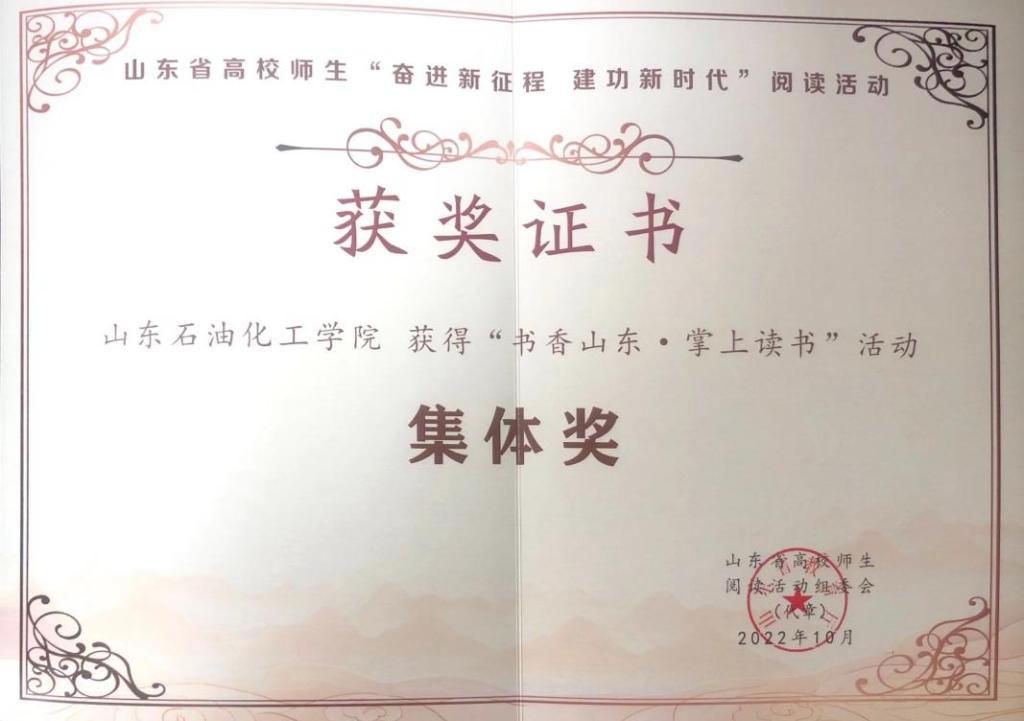 山东省高校师生“奋进新征程 建功新时代”阅读活动
获奖证书
山东石油化工学院 获得“书香山东·掌上读书”活动
集体奖
山东省高校师生
阅读活动组委会
（代章）
2022年10月